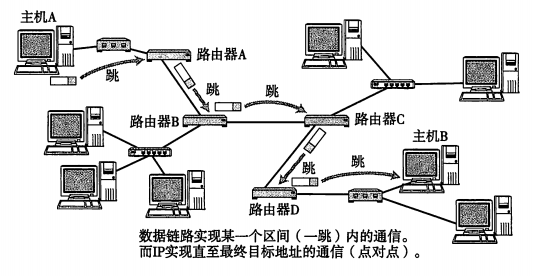 主机A
路由器A
跳
跳
跳
路由器B
路由器C
主机B
跳
跳
路由器D
数据链路实现某一个区间（一跳）内的通信。
而IP实现直至最终目标地址的通信（点对点）。